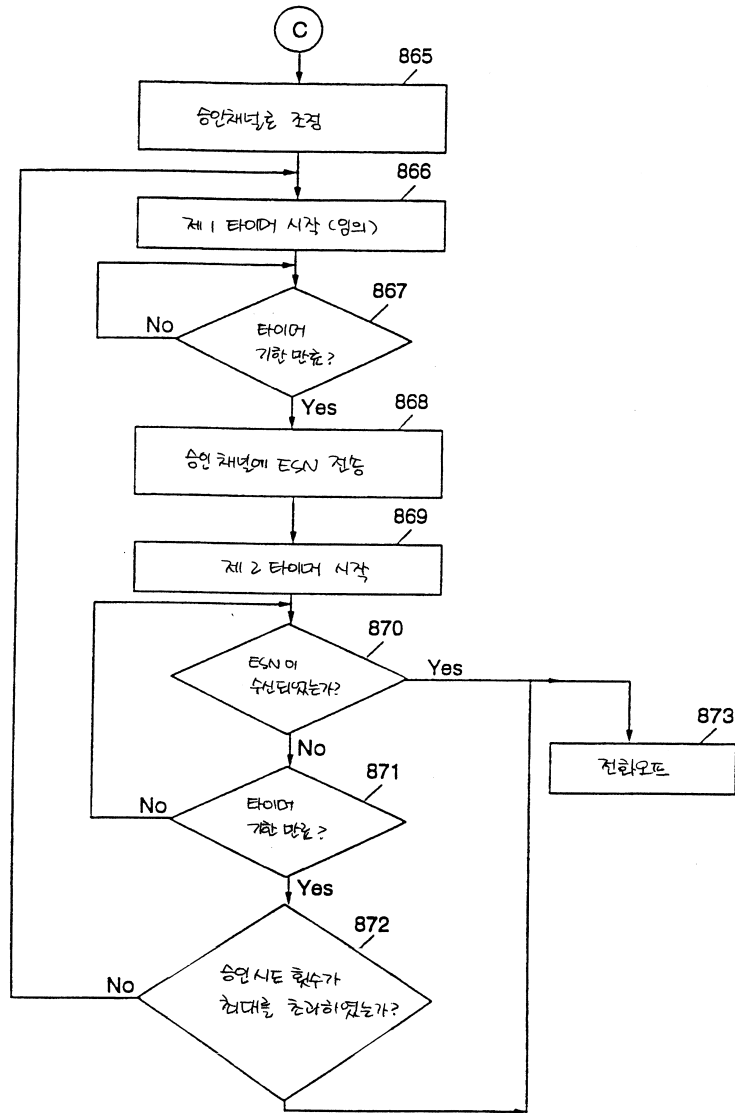 C
865
승인채널로 조정
866
제 1 타이머 시작 (임의)
867
No
타이머
기한 만료?
Yes
868
승인 채널에 ESN 전송
869
제 2 타이머 시작
870
ESN이
수신되었는가?
Yes
873
No
전화오프
871
No
타이머
기한 만료?
Yes
872
No
승인시도 횟수가
최대를 초과하였는가?